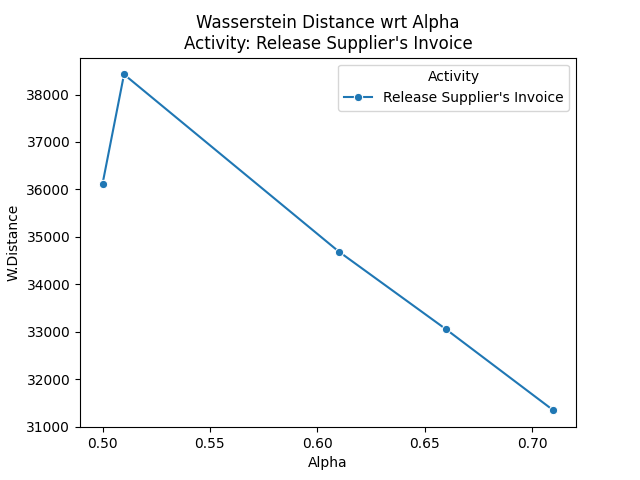 Wasserstein Distance wrt Alpha
Activity: Release Supplier's Invoice
Activity
Release Supplier's Invoice
38000
37000
36000
35000
34000
33000
32000
31000
W.Distance
0.50 0.55 0.60 0.65 0.70
Alpha